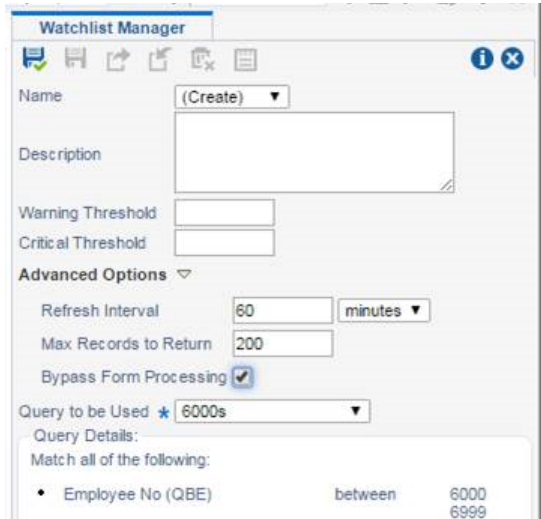 Watchlist Manager
Name (Create)
Description
Warning Threshold
Critical Threshold
Advanced Options
Refresh Interval 60 minutes
Max Records to Return 200
Bypass Form Processing
Query to be Used * 6000s
Query Details:
Match all of the following:
• Employee No (QBE) between 6000
6999